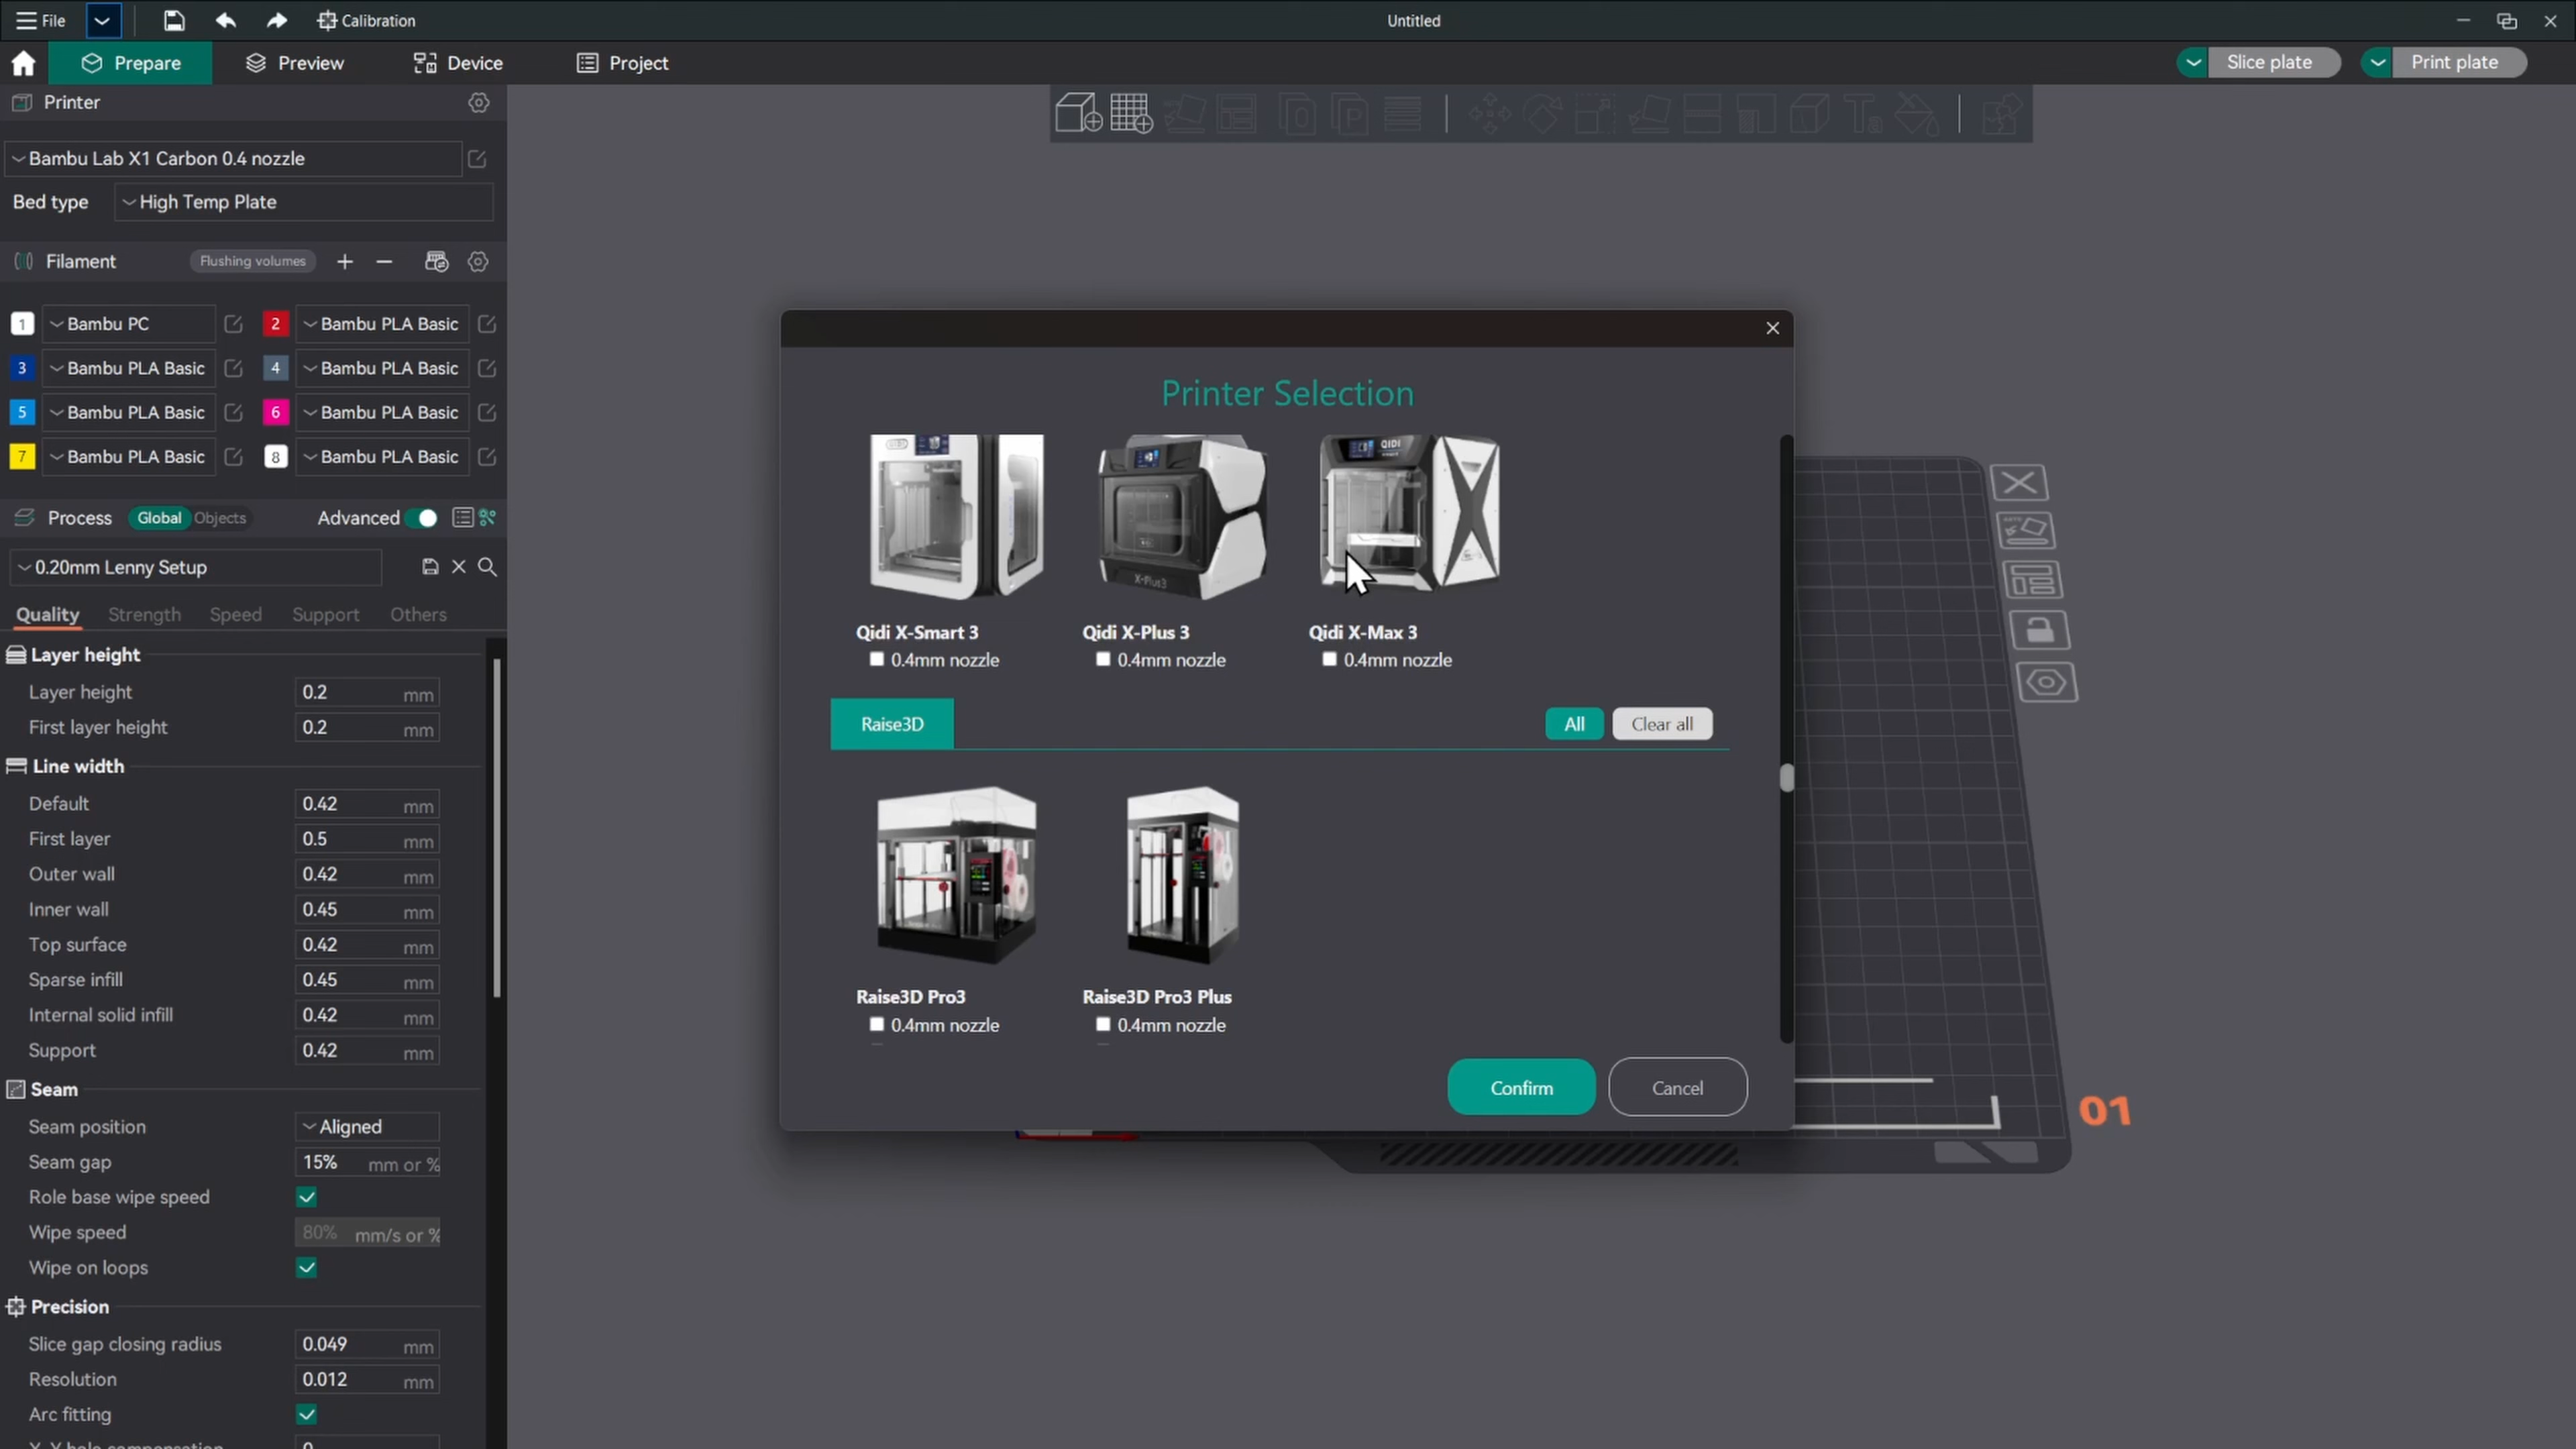 File
Calibration
Untitled
Prepare
Preview
Device
Project
Slice plate
Print plate
Printer
Bambu Lab X1 Carbon 0.4 nozzle
Bed type
High Temp Plate
Filament
Flushing volumes
1 Bambu PC
2 Bambu PLA Basic
3 Bambu PLA Basic
4 Bambu PLA Basic
5 Bambu PLA Basic
6 Bambu PLA Basic
7 Bambu PLA Basic
8 Bambu PLA Basic
Process Global Objects Advanced
0.20mm Lenny Setup
Quality Strength Speed Support Others
Layer height
Layer height 0.2 mm
First layer height 0.2 mm
Line width
Default 0.42 mm
First layer 0.5 mm
Outer wall 0.42 mm
Inner wall 0.45 mm
Top surface 0.42 mm
Sparse infill 0.45 mm
Internal solid infill 0.42 mm
Support 0.42 mm
Seam
Seam position Aligned
Seam gap 15% mm or %
Role base wipe speed
Wipe speed 80% mm/s or %
Wipe on loops
Precision
Slice gap closing radius 0.049 mm
Resolution 0.012 mm
Arc fitting
Printer Selection
QIDI
X-Plus3
Qidi X-Smart 3
0.4mm nozzle
Qidi X-Plus 3
0.4mm nozzle
Qidi X-Max 3
0.4mm nozzle
Raise3D
All
Clear all
Raise3D Pro3
0.4mm nozzle
Raise3D Pro3 Plus
0.4mm nozzle
Confirm
Cancel
01